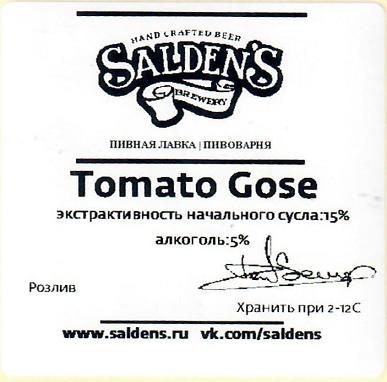 HAND CRAFTED BEER
SALDEN'S
BREWERY
ПИВНАЯ ЛАВКА | ПИВОВАРНЯ
Tomato Gose
экстрактивность начального сусла:15%
алкоголь:5%
Розлив
Хранить при 2-12С
www.saldens.ru vk.com/saldens